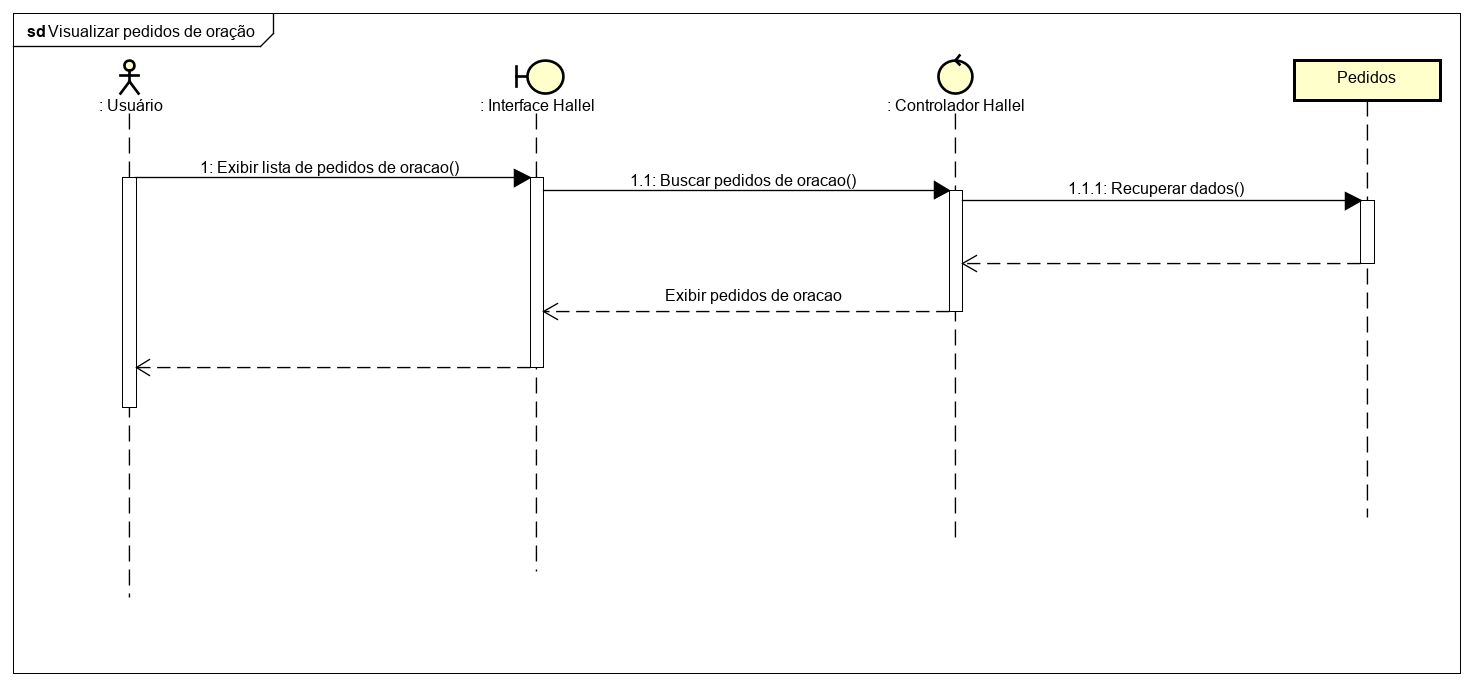 sd Visualizar pedidos de oração
: Usuário
: Interface Hallel
: Controlador Hallel
Pedidos
1: Exibir lista de pedidos de oracao()
1.1: Buscar pedidos de oracao()
1.1.1: Recuperar dados()
Exibir pedidos de oracao